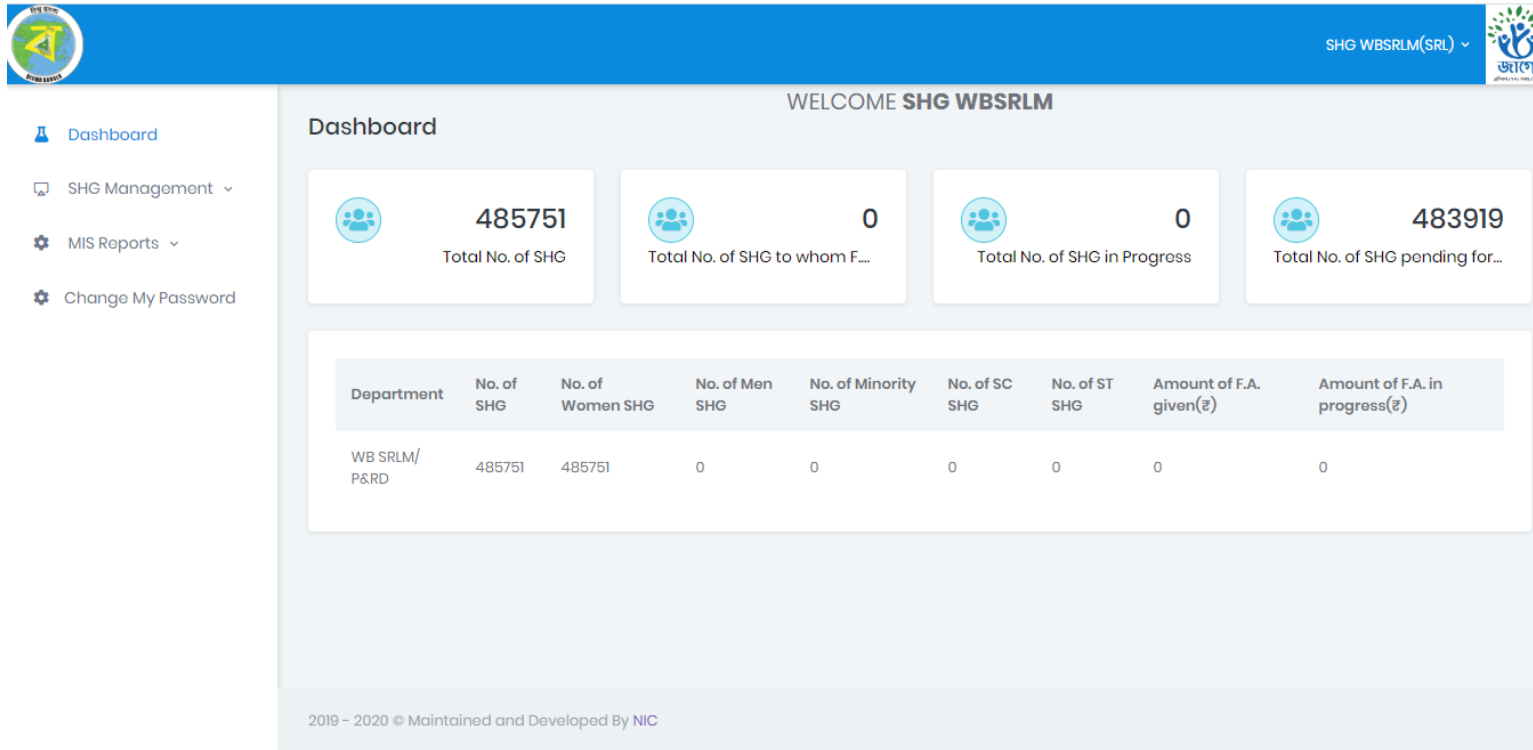 বিশ্ব বাংলা
ব
BISWA BANGLA
SHG WBSRLM(SRL)
WELCOME SHG WBSRLM
Dashboard
Dashboard
SHG Management
MIS Reports
Change My Password
485751
Total No. of SHG
0
Total No. of SHG to whom F....
0
Total No. of SHG in Progress
483919
Total No. of SHG pending for...
Department
No. of
SHG
No. of
Women SHG
No. of Men
SHG
No. of Minority
SHG
No. of SC
SHG
No. of ST
SHG
Amount of F.A.
given(₹)
Amount of F.A. in
progress(₹)
WB SRLM/
P&RD
485751
485751
0
0
0
0
0
0
2019 - 2020 © Maintained and Developed By NIC